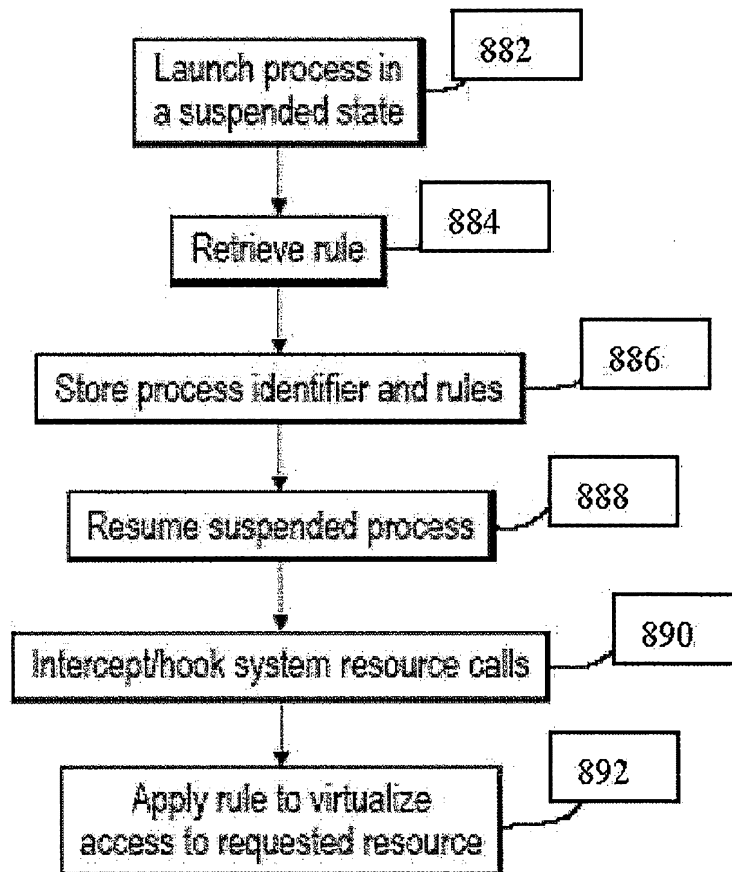 Launch process in
a suspended state
882
Retrieve rule
884
Store process identifier and rules
886
Resume suspended process
888
Intercept/hook system resource calls
890
Apply rule to virtualize
access to requested resource
892